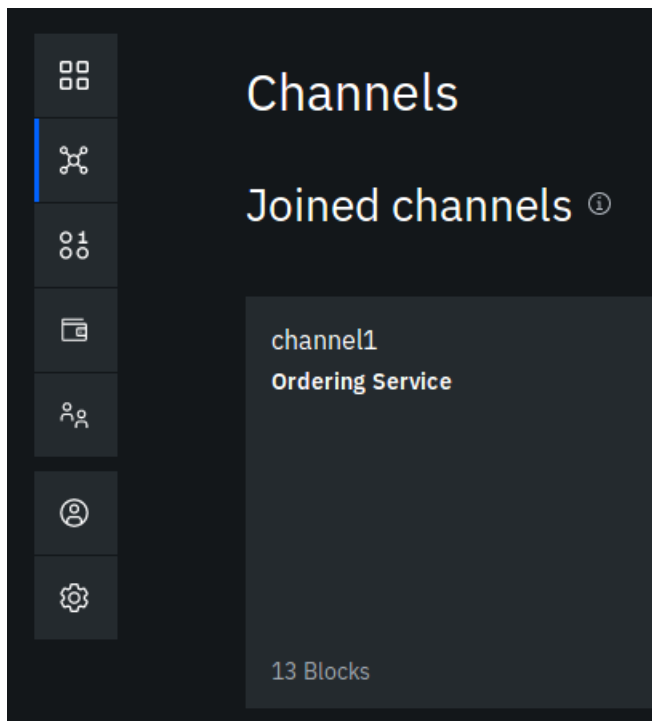 Channels
Joined channels
channel1
Ordering Service
13 Blocks